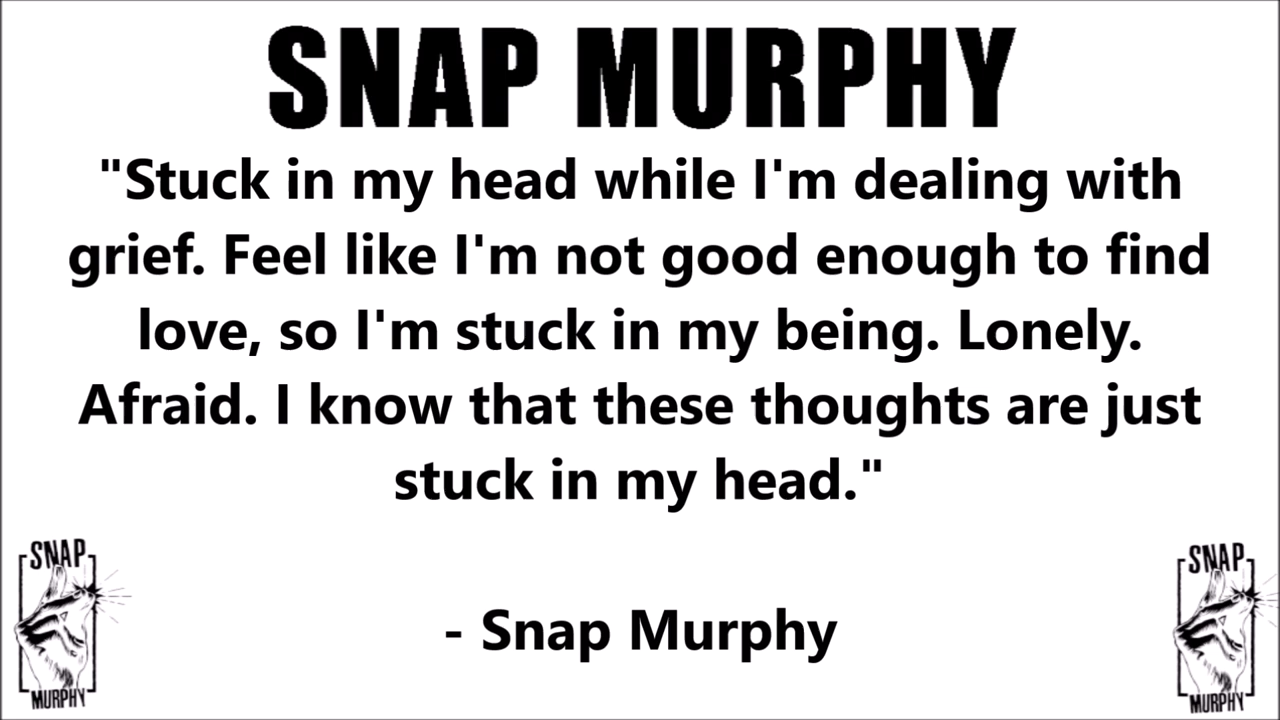 SNAP MURPHY
"Stuck in my head while I'm dealing with
grief. Feel like I'm not good enough to find
love, so I'm stuck in my being. Lonely.
Afraid. I know that these thoughts are just
stuck in my head."
- Snap Murphy
SNAP
MURPHY
SNAP
MURPHY